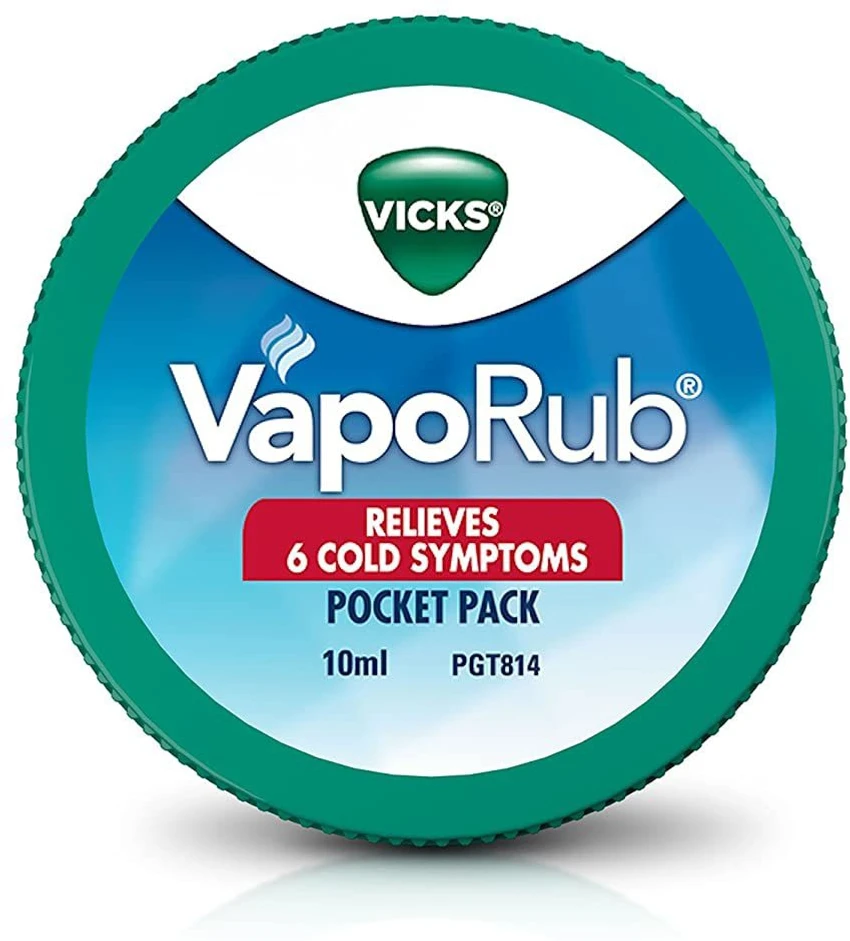 VICKS®
VapoRub®
RELIEVES
6 COLD SYMPTOMS
POCKET PACK
10ml PGT814